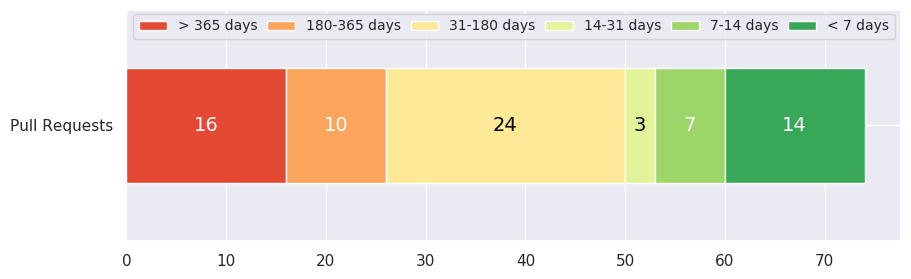 > 365 days 180-365 days 31-180 days 14-31 days 7-14 days < 7 days
Pull Requests 16 10 24 3 7 14
0 10 20 30 40 50 60 70